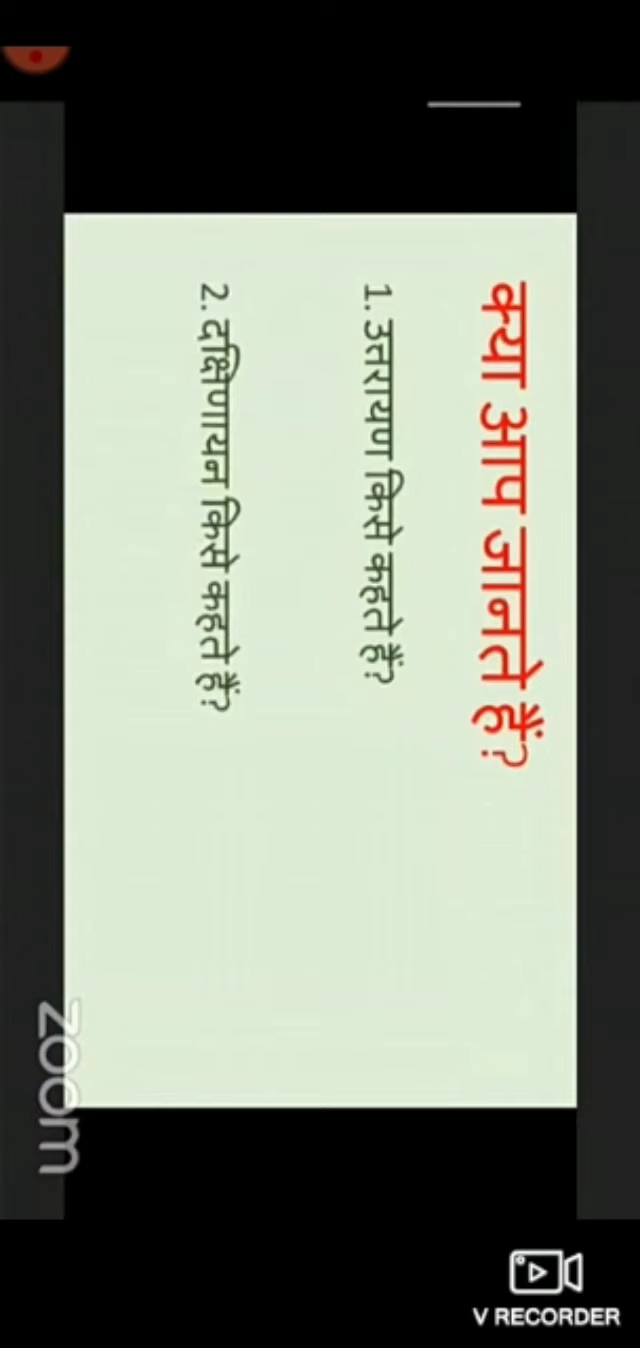 क्या आप जानते हैं?
1. उत्तरायण किसे कहते हैं?
2. दक्षिणायन किसे कहते हैं?
zoom
V RECORDER